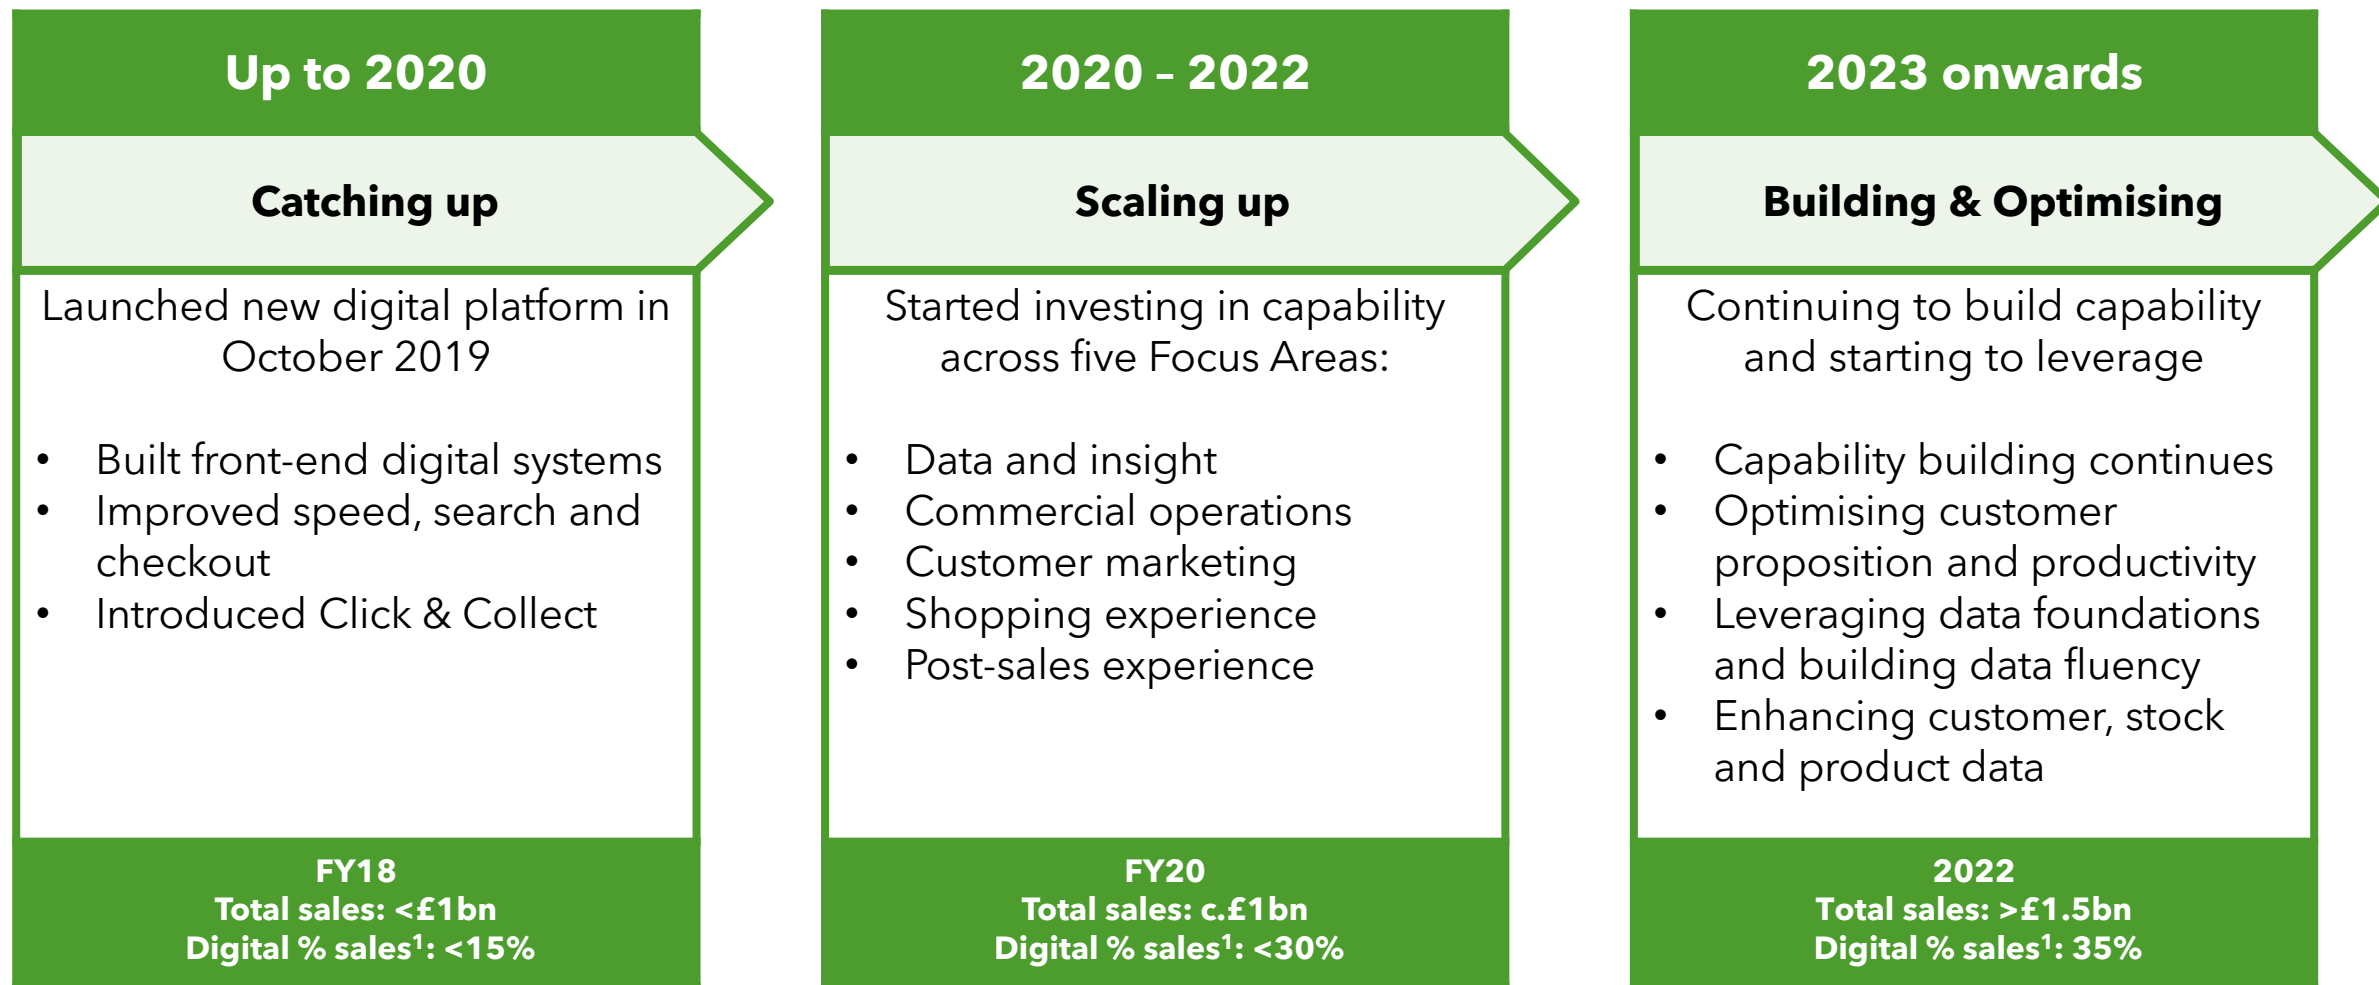 Up to 2020
Catching up
Launched new digital platform in
October 2019
• Built front-end digital systems
• Improved speed, search and
checkout
• Introduced Click & Collect
FY18
Total sales: <£1bn
Digital % sales¹: <15%
2020 – 2022
Scaling up
Started investing in capability
across five Focus Areas:
• Data and insight
• Commercial operations
• Customer marketing
• Shopping experience
• Post-sales experience
FY20
Total sales: c.£1bn
Digital % sales¹: <30%
2023 onwards
Building & Optimising
Continuing to build capability
and starting to leverage
• Capability building continues
• Optimising customer
proposition and productivity
• Leveraging data foundations
and building data fluency
• Enhancing customer, stock
and product data
2022
Total sales: >£1.5bn
Digital % sales¹: 35%